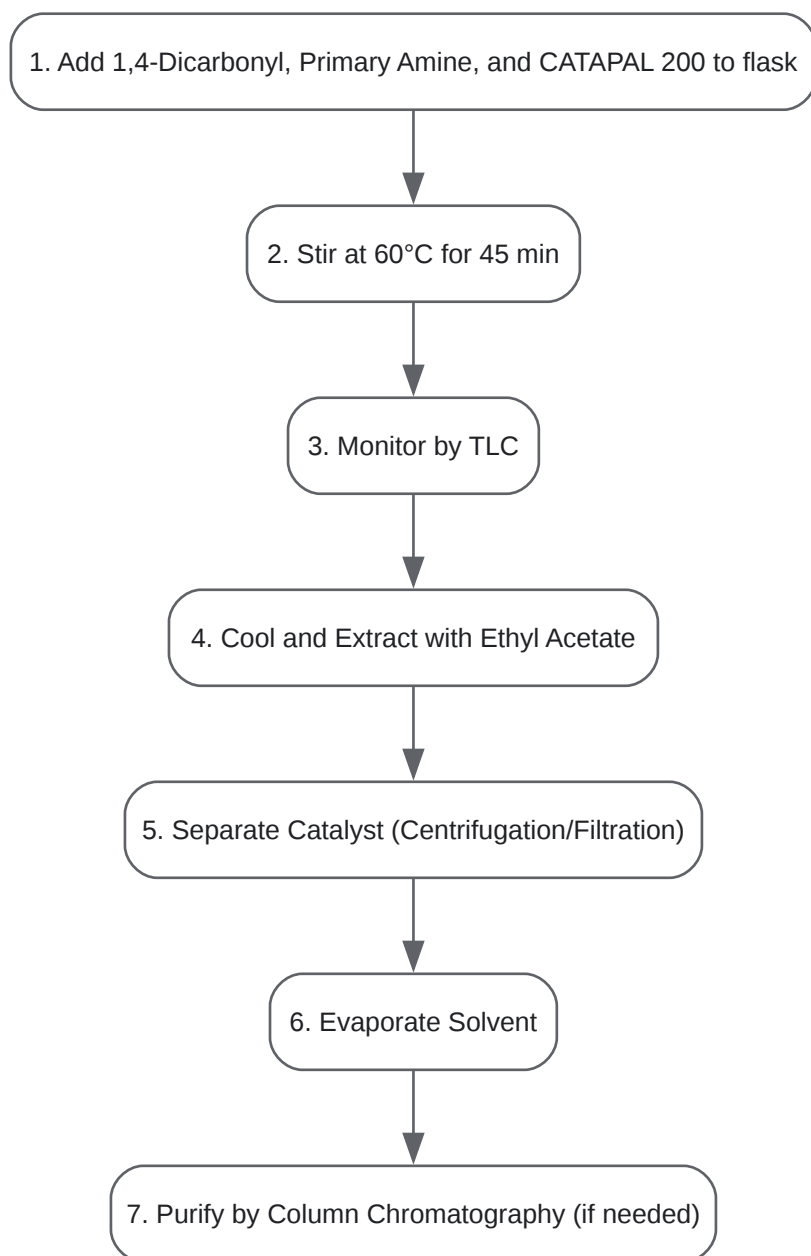 1. Add 1,4-Dicarbonyl, Primary Amine, and CATAPAL 200 to flask
2. Stir at 60°C for 45 min
3. Monitor by TLC
4. Cool and Extract with Ethyl Acetate
5. Separate Catalyst (Centrifugation/Filtration)
6. Evaporate Solvent
7. Purify by Column Chromatography (if needed)